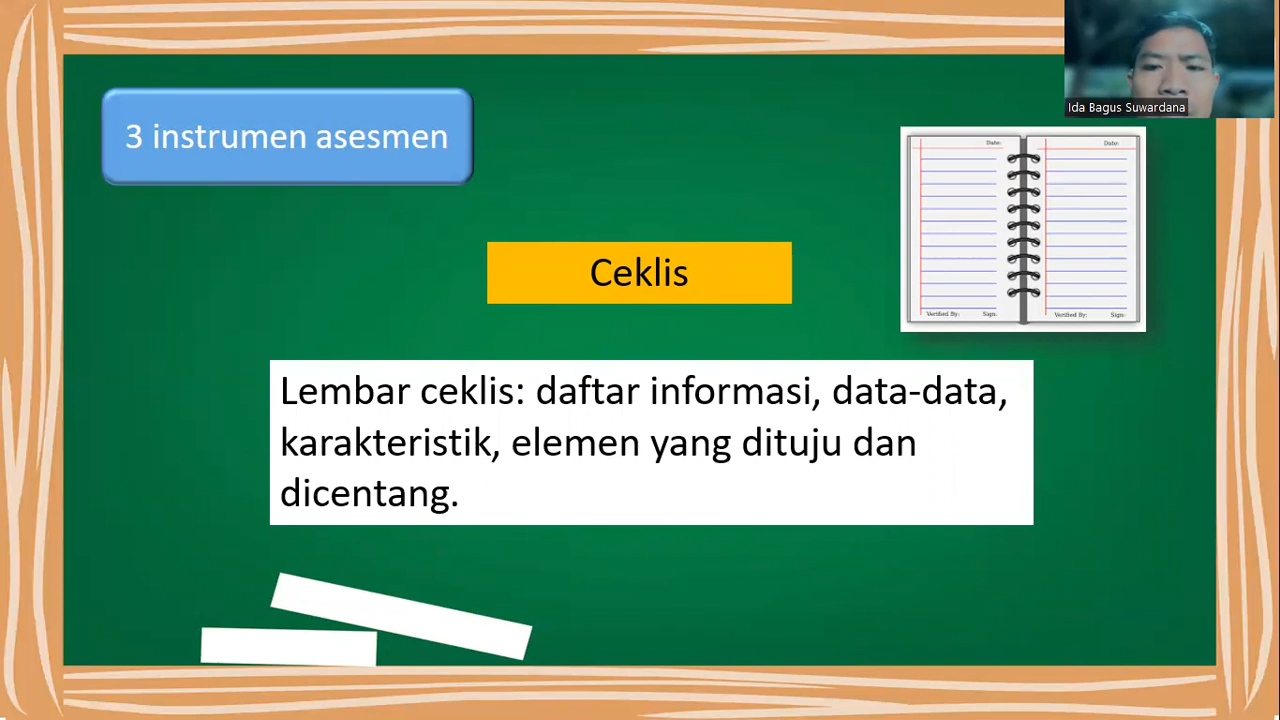 Ida Bagus Suwardana
3 instrumen asesmen
Date:
Date:
Ceklis
Verified By:
Sign:
Verified By:
Sign:
Lembar ceklis: daftar informasi, data-data,
karakteristik, elemen yang dituju dan
dicentang.